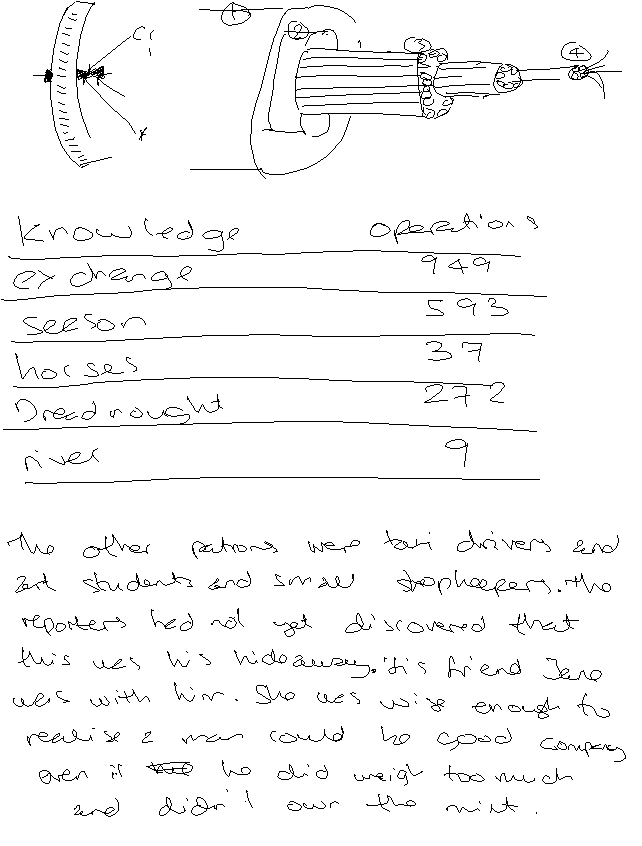 Cr
x
1
2
1
3
4
knowledge operations
exchange 949
seeson 593
horses 37
Dreadnought 272
river 9
The other patrons were taxi drivers and
art students and small shopkeepers. The
reporters had not yet discovered that
this was his hideaway. His friend Jane
was with him. She was wise enough to
realise a man could be good company
even if he did weigh too much
and didn't own the mint.